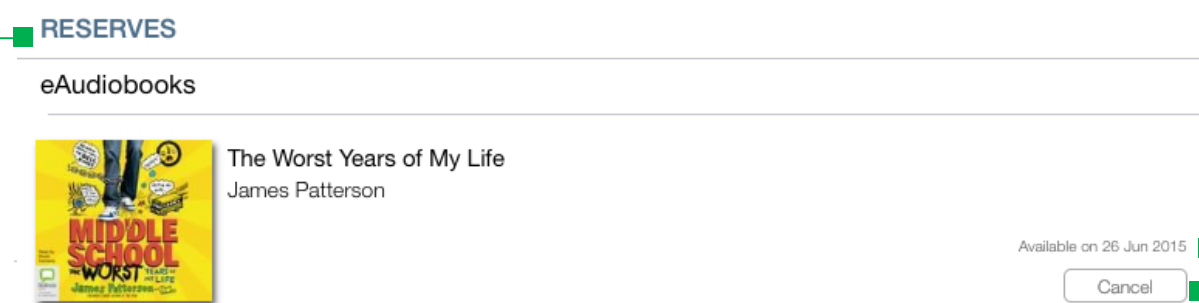 RESERVES
eAudiobooks
The Worst Years of My Life
James Patterson
MIDDLE
SCHOOL
THE WORST YEARS OF
MY LIFE
James Patterson
Available on 26 Jun 2015
Cancel